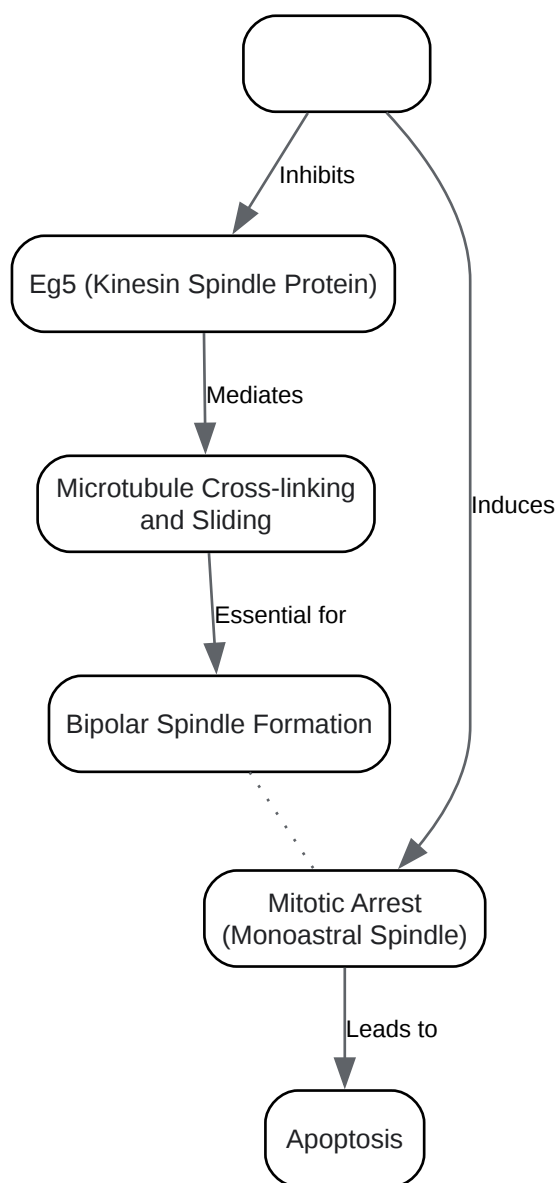 Inhibits
Eg5 (Kinesin Spindle Protein)
Mediates
Microtubule Cross-linking
and Sliding
Induces
Essential for
Bipolar Spindle Formation
Mitotic Arrest
(Monoastral Spindle)
Leads to
Apoptosis